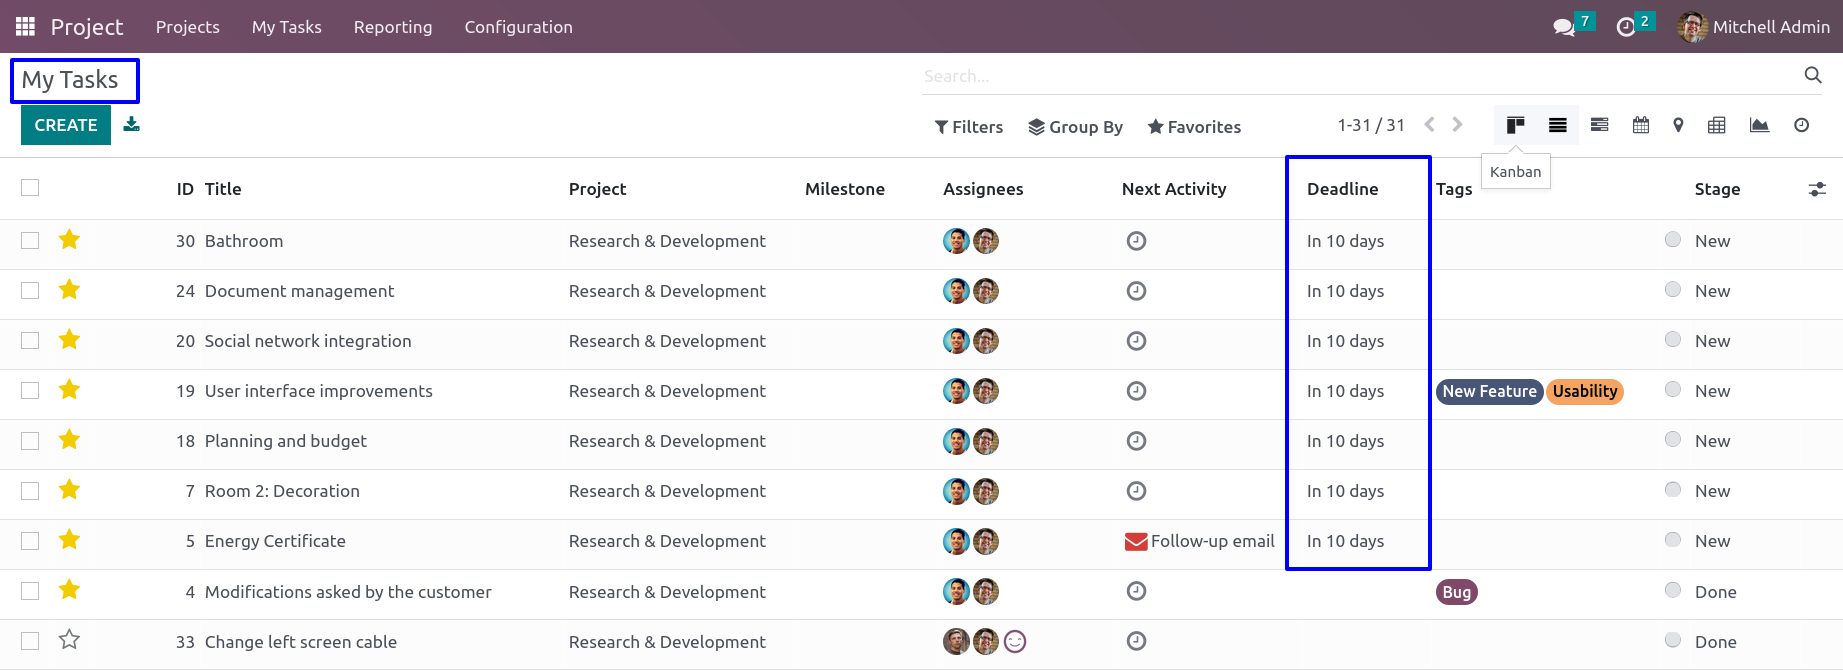 Project Projects My Tasks Reporting Configuration 7 2 Mitchell Admin
My Tasks Search...
CREATE Filters Group By Favorites 1-31 / 31
Kanban
ID Title Project Milestone Assignees Next Activity Deadline Tags Stage
30 Bathroom Research & Development In 10 days New
24 Document management Research & Development In 10 days New
20 Social network integration Research & Development In 10 days New
19 User interface improvements Research & Development In 10 days New Feature Usability New
18 Planning and budget Research & Development In 10 days New
7 Room 2: Decoration Research & Development In 10 days New
5 Energy Certificate Research & Development Follow-up email In 10 days New
4 Modifications asked by the customer Research & Development Bug Done
33 Change left screen cable Research & Development Done